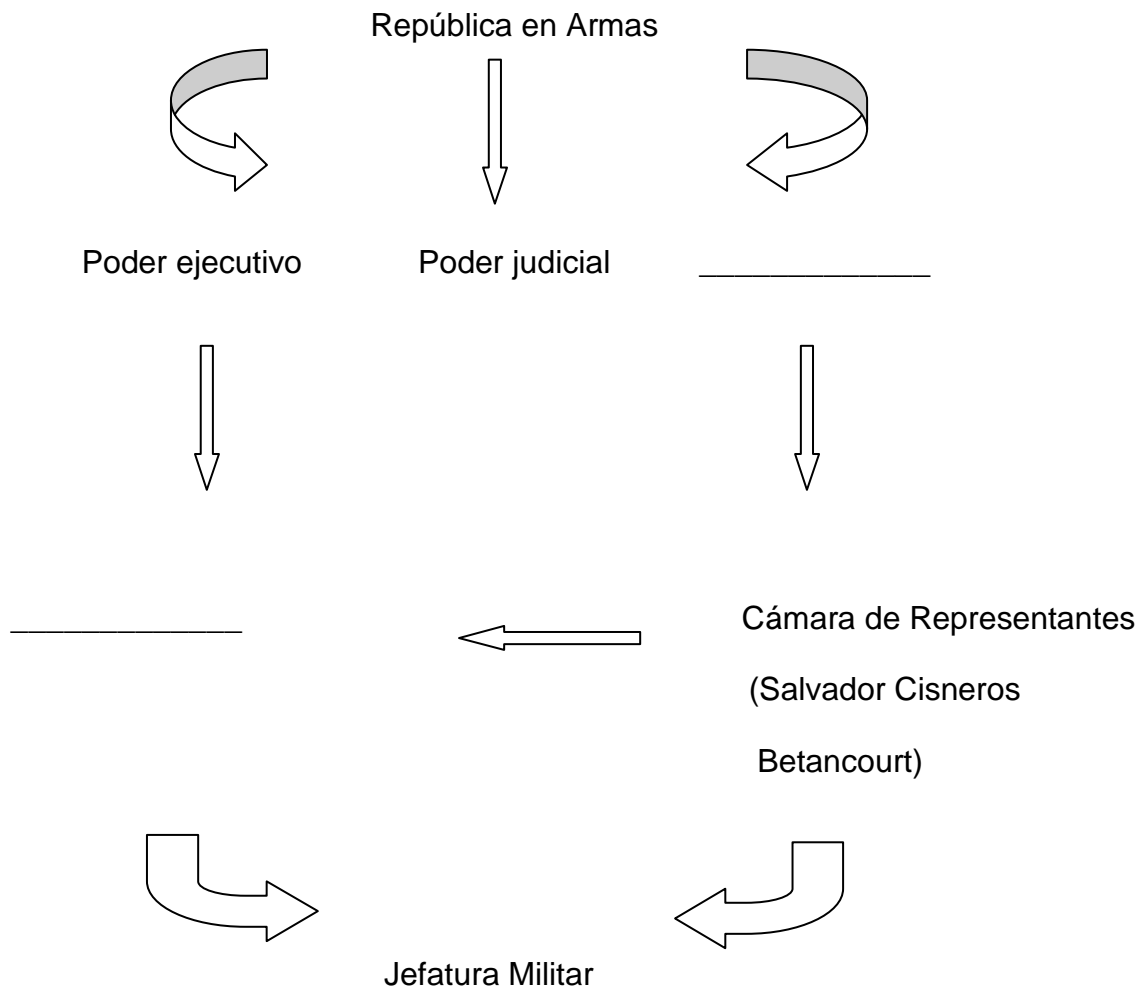 República en Armas
Poder ejecutivo Poder judicial _____________
_____________
Cámara de Representantes
(Salvador Cisneros
Betancourt)
Jefatura Militar